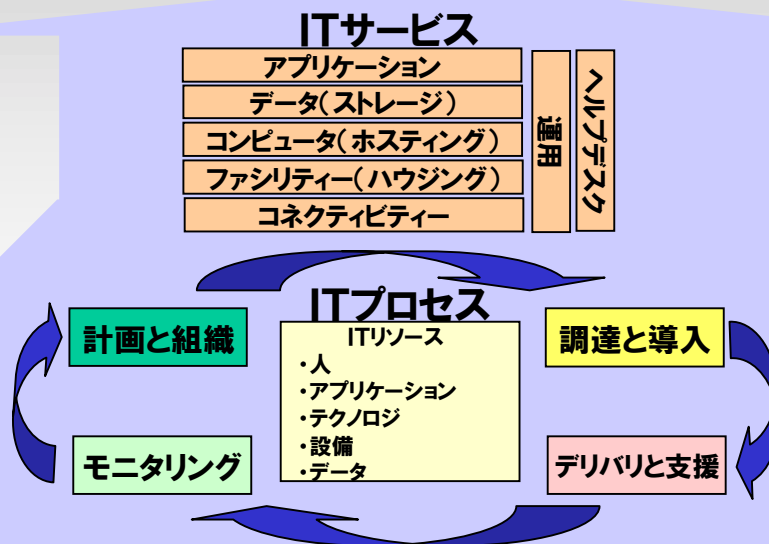 ITサービス
アプリケーション
データ(ストレージ)
コンピュータ(ホスティング)
ファシリティー(ハウジング)
コネクティビティー
運用
ヘルプデスク
ITプロセス
計画と組織
ITリソース
・人
・アプリケーション
・テクノロジ
・設備
・データ
調達と導入
モニタリング
デリバリと支援